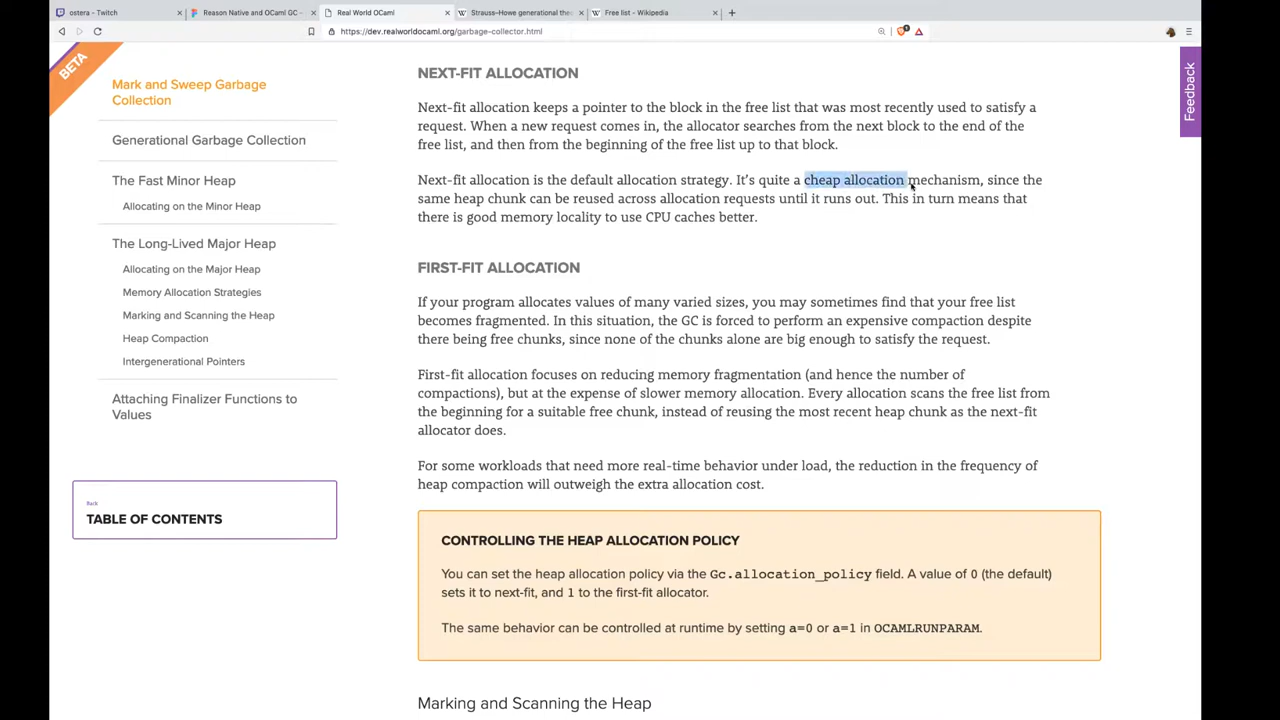 ostera - Twitch
Reason Native and OCaml GC -
Real World OCaml
Strauss–Howe generational the
Free list - Wikipedia
https://dev.realworldocaml.org/garbage-collector.html
BETA
Feedback
Mark and Sweep Garbage
Collection
Generational Garbage Collection
The Fast Minor Heap
Allocating on the Minor Heap
The Long-Lived Major Heap
Allocating on the Major Heap
Memory Allocation Strategies
Marking and Scanning the Heap
Heap Compaction
Intergenerational Pointers
Attaching Finalizer Functions to
Values
Back
TABLE OF CONTENTS
NEXT-FIT ALLOCATION
Next-fit allocation keeps a pointer to the block in the free list that was most recently used to satisfy a
request. When a new request comes in, the allocator searches from the next block to the end of the
free list, and then from the beginning of the free list up to that block.
Next-fit allocation is the default allocation strategy. It’s quite a cheap allocation mechanism, since the
same heap chunk can be reused across allocation requests until it runs out. This in turn means that
there is good memory locality to use CPU caches better.
FIRST-FIT ALLOCATION
If your program allocates values of many varied sizes, you may sometimes find that your free list
becomes fragmented. In this situation, the GC is forced to perform an expensive compaction despite
there being free chunks, since none of the chunks alone are big enough to satisfy the request.
First-fit allocation focuses on reducing memory fragmentation (and hence the number of
compactions), but at the expense of slower memory allocation. Every allocation scans the free list from
the beginning for a suitable free chunk, instead of reusing the most recent heap chunk as the next-fit
allocator does.
For some workloads that need more real-time behavior under load, the reduction in the frequency of
heap compaction will outweigh the extra allocation cost.
CONTROLLING THE HEAP ALLOCATION POLICY
You can set the heap allocation policy via the Gc.allocation_policy field. A value of 0 (the default)
sets it to next-fit, and 1 to the first-fit allocator.
The same behavior can be controlled at runtime by setting a=0 or a=1 in OCAMLRUNPARAM.
Marking and Scanning the Heap